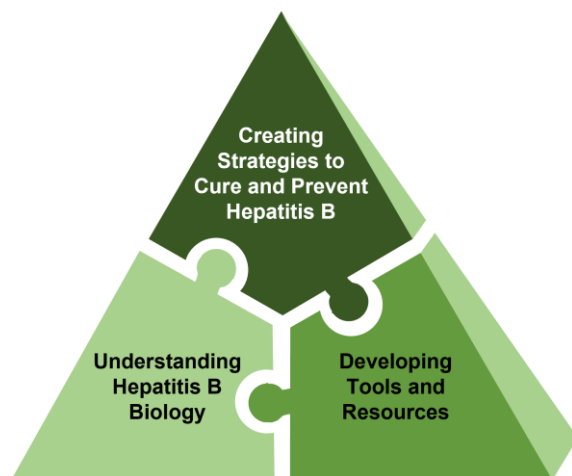 Creating
Strategies to
Cure and Prevent
Hepatitis B
Understanding
Hepatitis B
Biology
Developing
Tools and
Resources